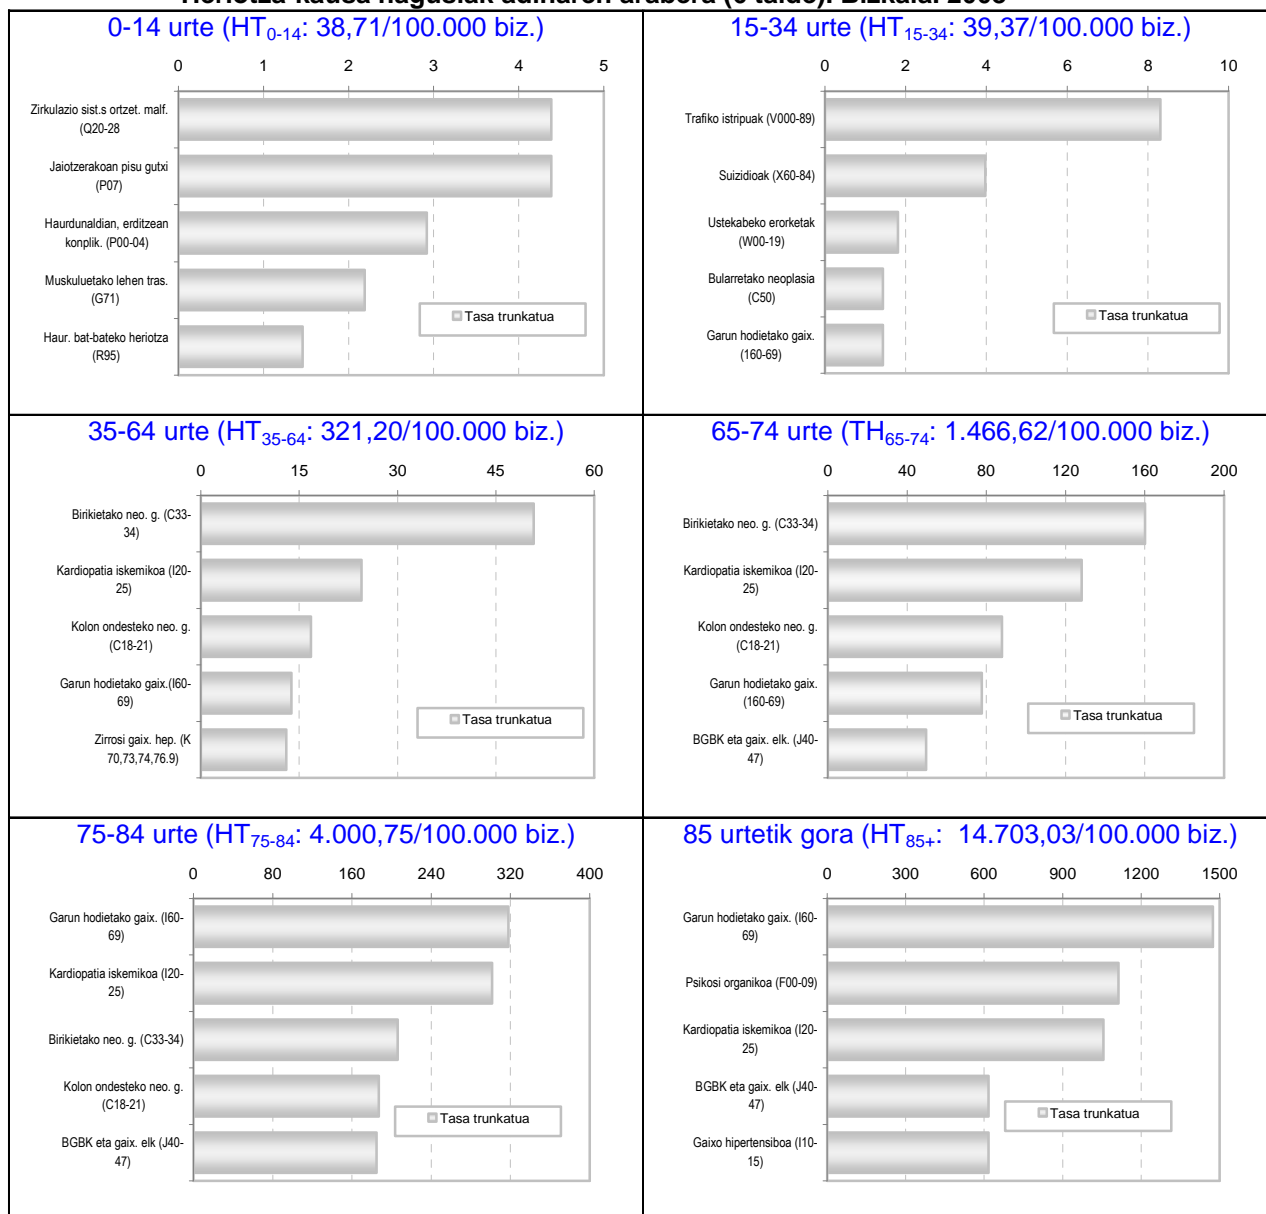 Heriotza-kausa nagusiak adinaren arabera (6 talde). Bizkaia. 2008
0-14 urte (HT0-14: 38,71/100.000 biz.)
0 1 2 3 4 5
Zirkulazio sist.s ortzet. malf.
(Q20-28
Jaiotzerakoan pisu gutxi
(P07)
Haurdunaldian, erditzean
konplik. (P00-04)
Muskuluetako lehen tras.
(G71)
Haur. bat-bateko heriotza
(R95)
Tasa trunkatua
15-34 urte (HT15-34: 39,37/100.000 biz.)
0 2 4 6 8 10
Trafiko istripuak (V000-89)
Suizidioak (X60-84)
Ustekabeko erorketak
(W00-19)
Bularretako neoplasia
(C50)
Garun hodietako gaix.
(160-69)
Tasa trunkatua
35-64 urte (HT35-64: 321,20/100.000 biz.)
0 15 30 45 60
Birikietako neo. g. (C33-
34)
Kardiopatia iskemikoa (I20-
25)
Kolon ondesteko neo. g.
(C18-21)
Garun hodietako gaix.(I60-
69)
Zirrosi gaix. hep. (K
70,73,74,76.9)
Tasa trunkatua
65-74 urte (TH65-74: 1.466,62/100.000 biz.)
0 40 80 120 160 200
Birikietako neo. g. (C33-34)
Kardiopatia iskemikoa (I20-
25)
Kolon ondesteko neo. g.
(C18-21)
Garun hodietako gaix.
(160-69)
BGBK eta gaix. elk. (J40-
47)
Tasa trunkatua
75-84 urte (HT75-84: 4.000,75/100.000 biz.)
0 80 160 240 320 400
Garun hodietako gaix. (I60-
69)
Kardiopatia iskemikoa (I20-
25)
Birikietako neo. g. (C33-34)
Kolon ondesteko neo. g.
(C18-21)
BGBK eta gaix. elk (J40-
47)
Tasa trunkatua
85 urtetik gora (HT85+: 14.703,03/100.000 biz.)
0 300 600 900 1200 1500
Garun hodietako gaix. (I60-
69)
Psikosi organikoa (F00-09)
Kardiopatia iskemikoa (I20-
25)
BGBK eta gaix. elk (J40-
47)
Gaixo hipertensiboa (I10-
15)
Tasa trunkatua